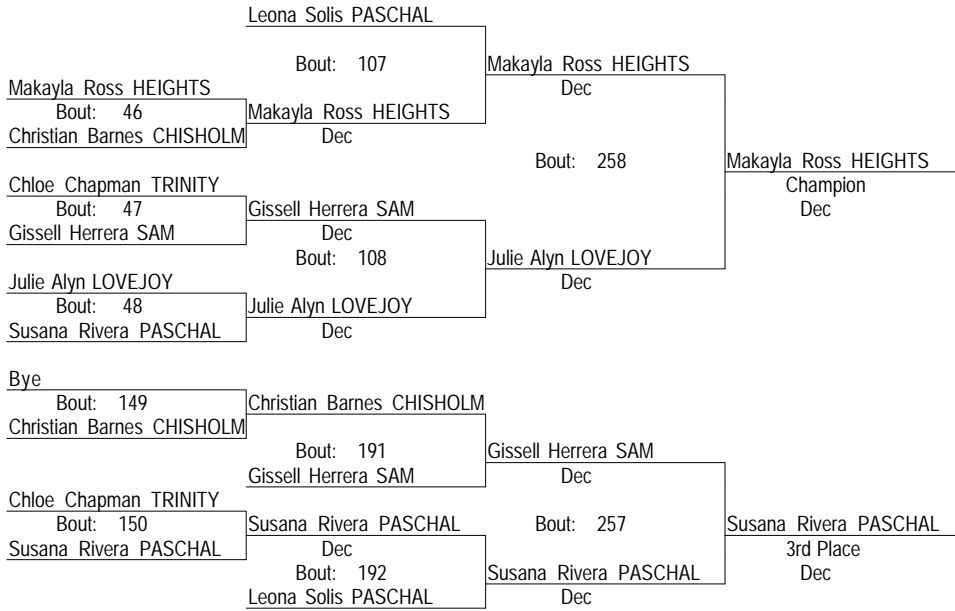 Leona Solis PASCHAL
Bout: 107
Makayla Ross HEIGHTS
Dec
Makayla Ross HEIGHTS
Bout: 46
Makayla Ross HEIGHTS
Christian Barnes CHISHOLM
Dec
Bout: 258
Makayla Ross HEIGHTS
Champion
Dec
Chloe Chapman TRINITY
Bout: 47
Gissell Herrera SAM
Gissell Herrera SAM
Dec
Bout: 108
Julie Alyn LOVEJOY
Dec
Julie Alyn LOVEJOY
Bout: 48
Julie Alyn LOVEJOY
Susana Rivera PASCHAL
Dec
Bye
Bout: 149
Christian Barnes CHISHOLM
Christian Barnes CHISHOLM
Bout: 191
Gissell Herrera SAM
Gissell Herrera SAM
Dec
Chloe Chapman TRINITY
Bout: 150
Susana Rivera PASCHAL
Susana Rivera PASCHAL
Dec
Bout: 257
Susana Rivera PASCHAL
3rd Place
Dec
Bout: 192
Susana Rivera PASCHAL
Leona Solis PASCHAL
Dec